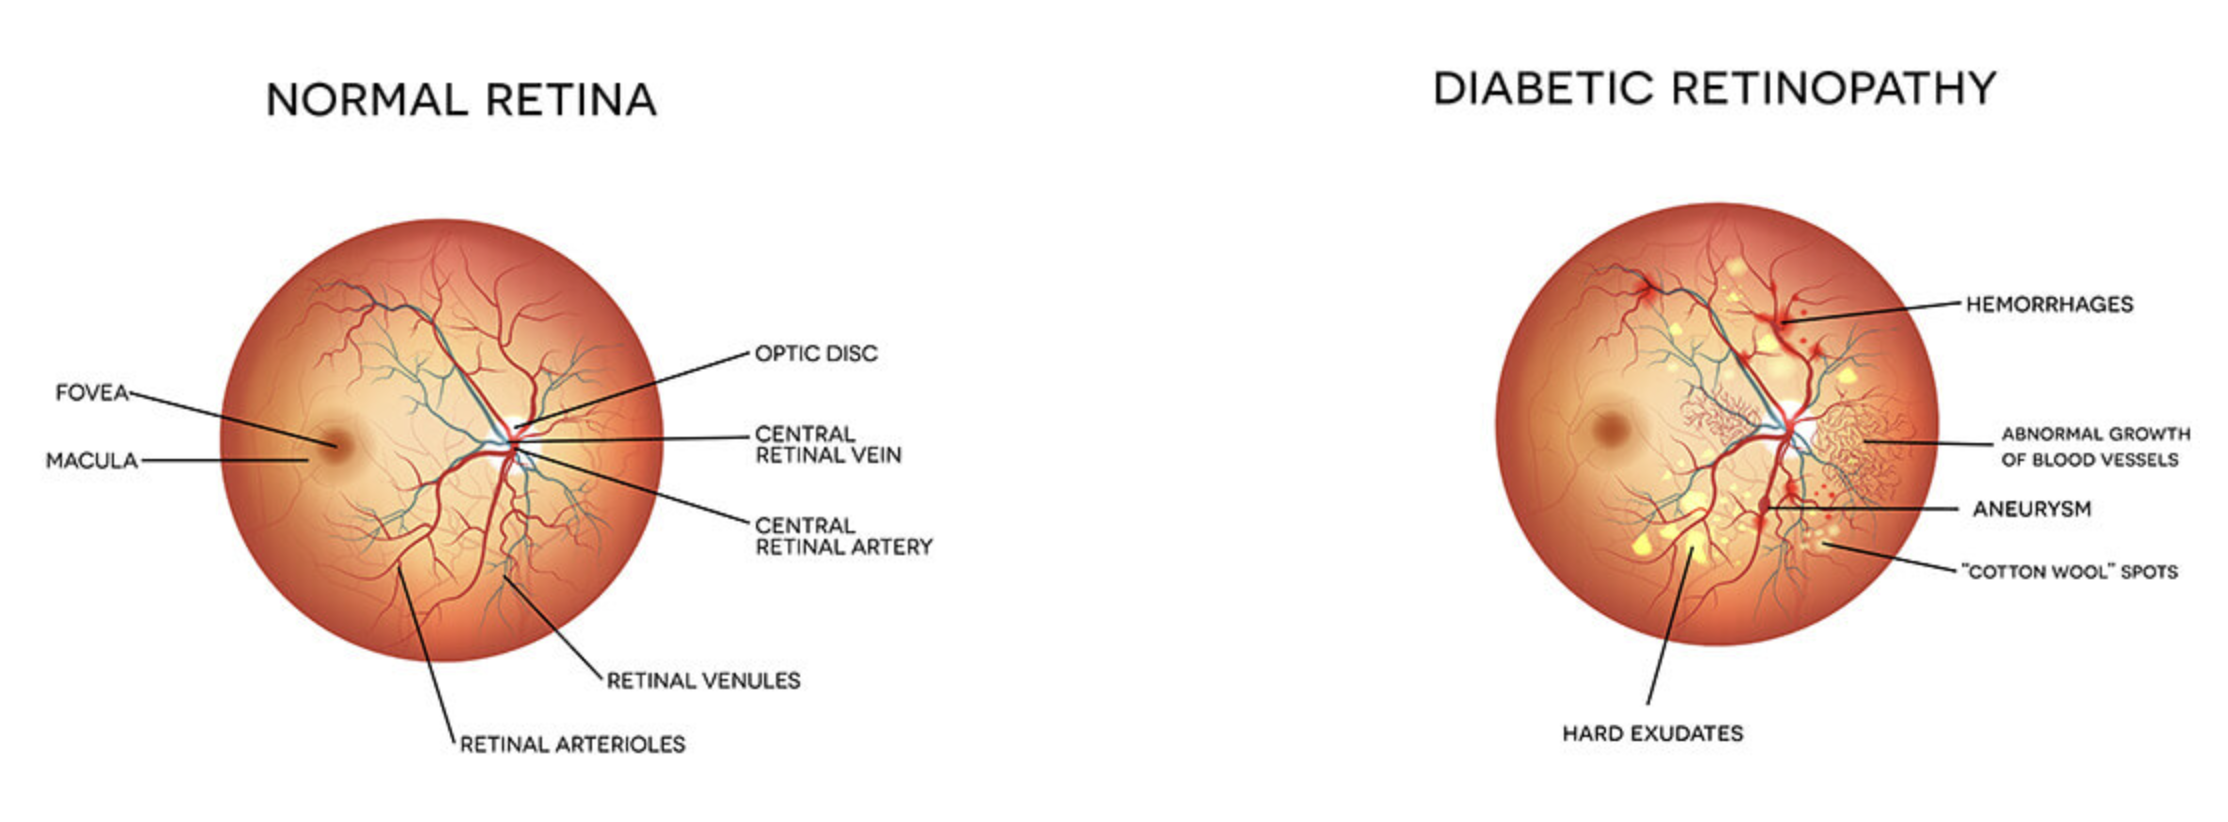 NORMAL RETINA
FOVEA
MACULA
OPTIC DISC
CENTRAL
RETINAL VEIN
CENTRAL
RETINAL ARTERY
RETINAL VENULES
RETINAL ARTERIOLES
DIABETIC RETINOPATHY
HEMORRHAGES
ABNORMAL GROWTH
OF BLOOD VESSELS
ANEURYSM
"COTTON WOOL" SPOTS
HARD EXUDATES